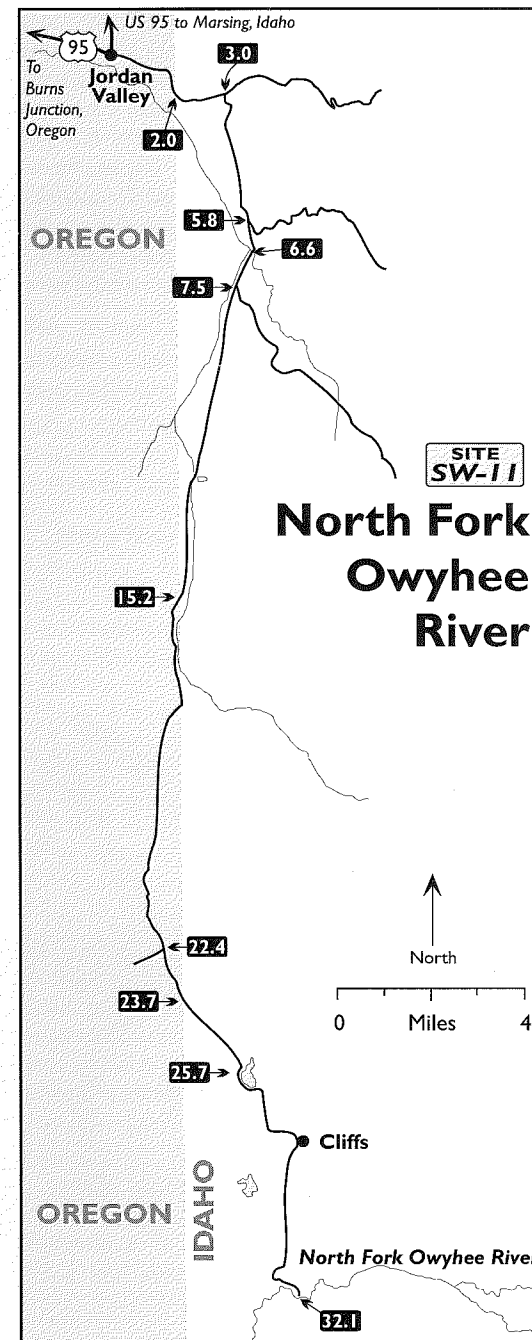 US 95 to Marsing, Idaho
95
To
Burns
Junction,
Oregon
Jordan
Valley
3.0
2.0
OREGON
5.8
6.6
7.5
SITE
SW-11
North Fork
Owyhee
River
15.2
22.4
North
23.7
0 Miles 4
25.7
Cliffs
OREGON
IDAHO
North Fork Owyhee River
32.1